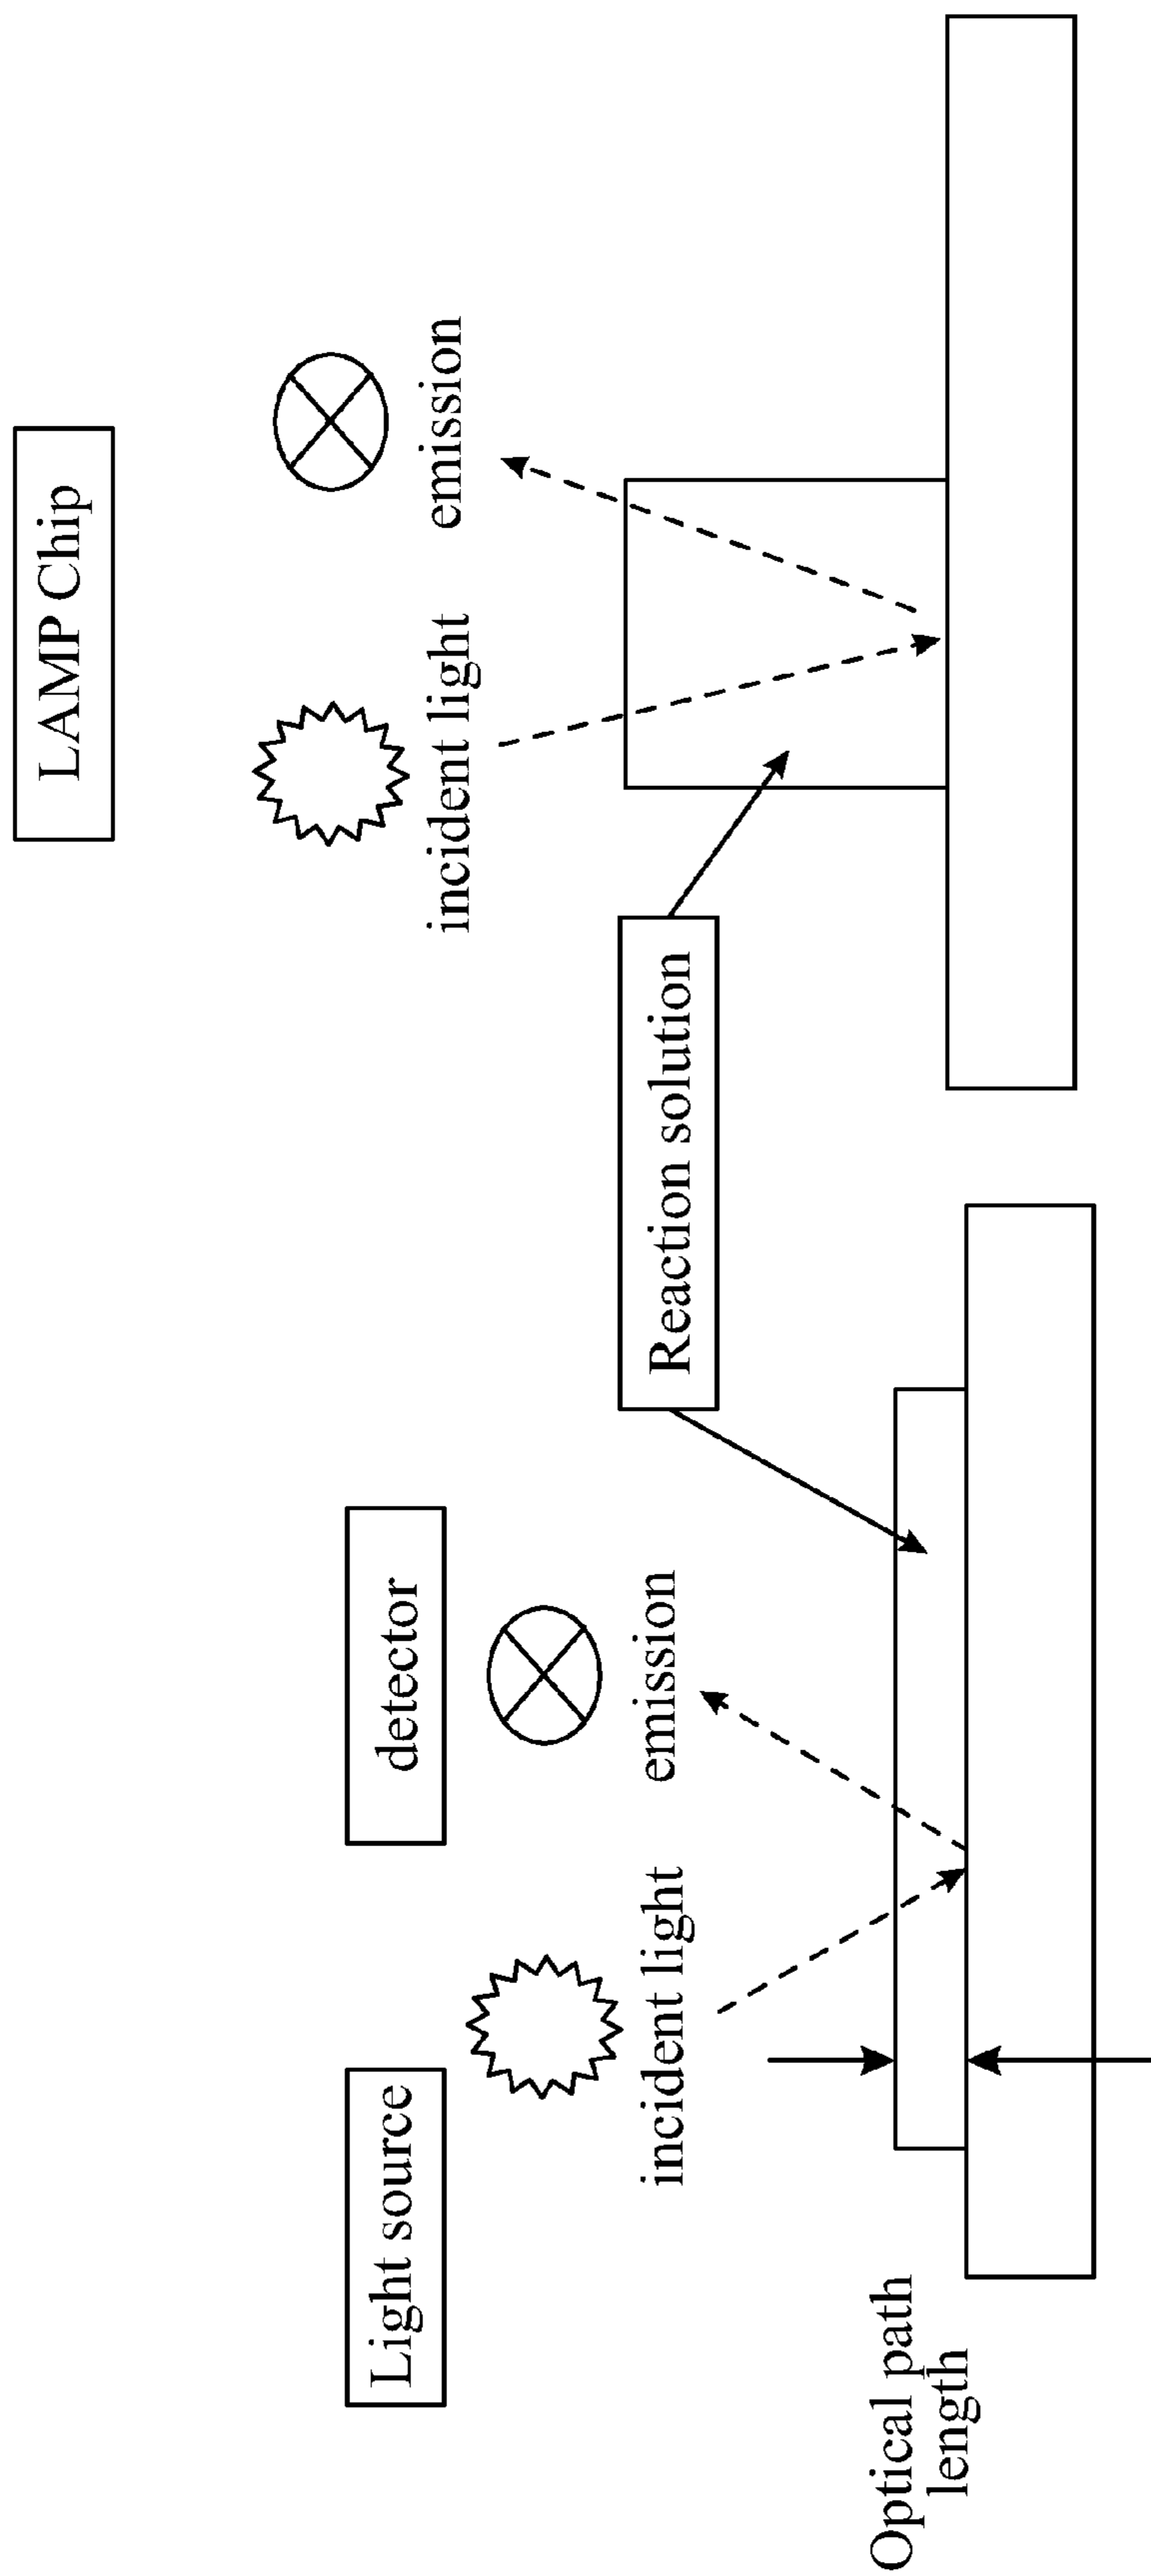 LAMP Chip
Light source
detector
incident light
emission
incident light
emission
Reaction solution
Optical path
length